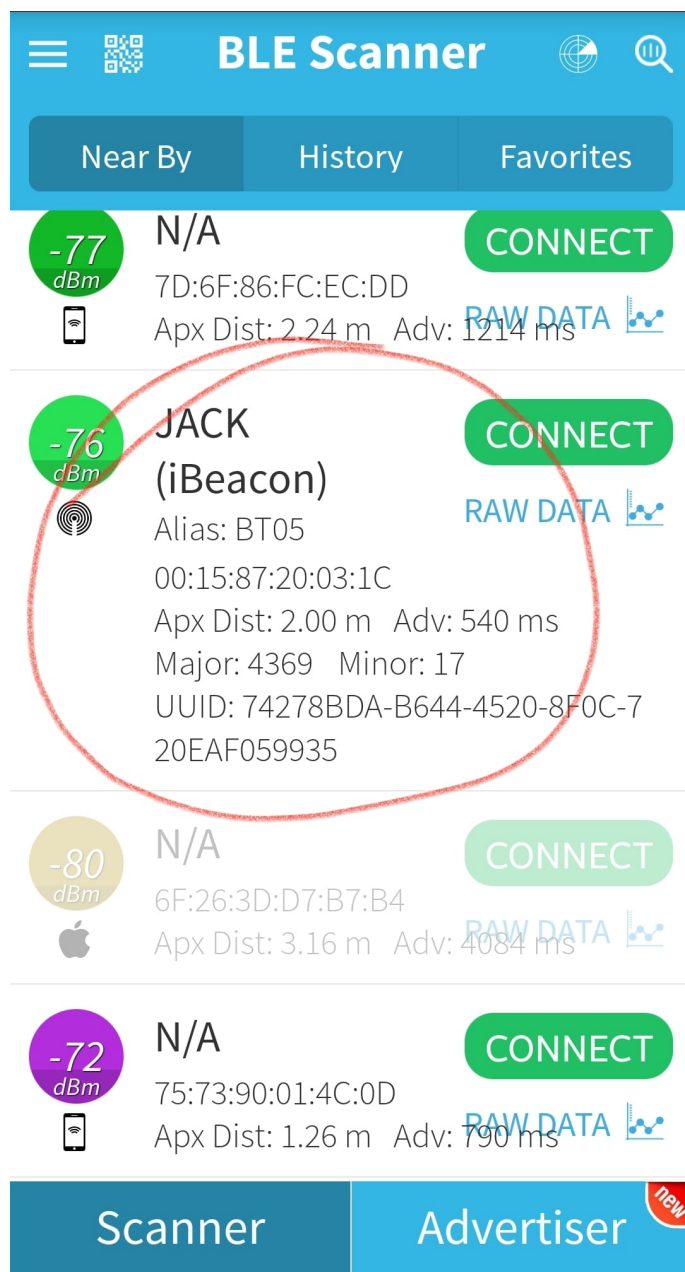 BLE Scanner
Near By History Favorites
-77 dBm
N/A
CONNECT
7D:6F:86:FC:EC:DD
RAW DATA
Apx Dist: 2.24 m Adv: 1214 ms
-76 dBm
JACK
(iBeacon)
CONNECT
RAW DATA
Alias: BT05
00:15:87:20:03:1C
Apx Dist: 2.00 m Adv: 540 ms
Major: 4369 Minor: 17
UUID: 74278BDA-B644-4520-8F0C-7
20EAF059935
-80 dBm
N/A
CONNECT
6F:26:3D:D7:B7:B4
RAW DATA
Apx Dist: 3.16 m Adv: 4084 ms
-72 dBm
N/A
CONNECT
75:73:90:01:4C:0D
RAW DATA
Apx Dist: 1.26 m Adv: 790 ms
Scanner
Advertiser
new